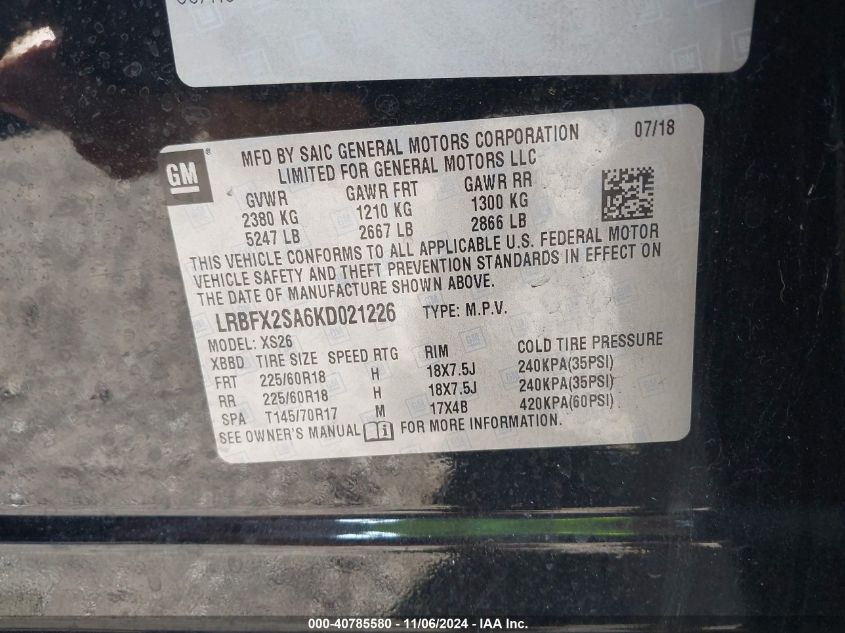 GM
MFD BY SAIC GENERAL MOTORS CORPORATION 07/18
LIMITED FOR GENERAL MOTORS LLC
GVWR GAWR FRT GAWR RR
2380 KG 1210 KG 1300 KG
5247 LB 2667 LB 2866 LB
THIS VEHICLE CONFORMS TO ALL APPLICABLE U.S. FEDERAL MOTOR
VEHICLE SAFETY AND THEFT PREVENTION STANDARDS IN EFFECT ON
THE DATE OF MANUFACTURE SHOWN ABOVE.
LRBFX2SA6KD021226 TYPE: M.P.V.
MODEL: XS26
XBBD TIRE SIZE SPEED RTG RIM COLD TIRE PRESSURE
FRT 225/60R18 H 18X7.5J 240KPA(35PSI)
RR 225/60R18 H 18X7.5J 240KPA(35PSI)
SPA T145/70R17 M 17X4B 420KPA(60PSI)
SEE OWNER'S MANUAL FOR MORE INFORMATION.
000-40785580 - 11/06/2024 - IAA Inc.